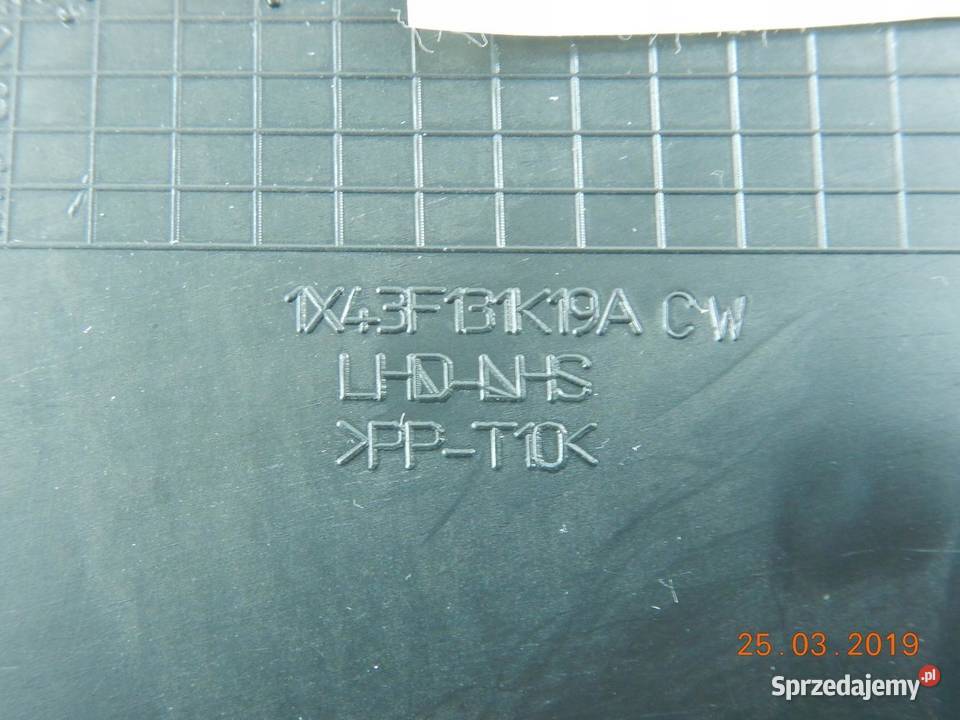 1X43F131K19A CW
LHD-NHS
>PP-T10<
25.03.2019
Sprzedajemy.pl